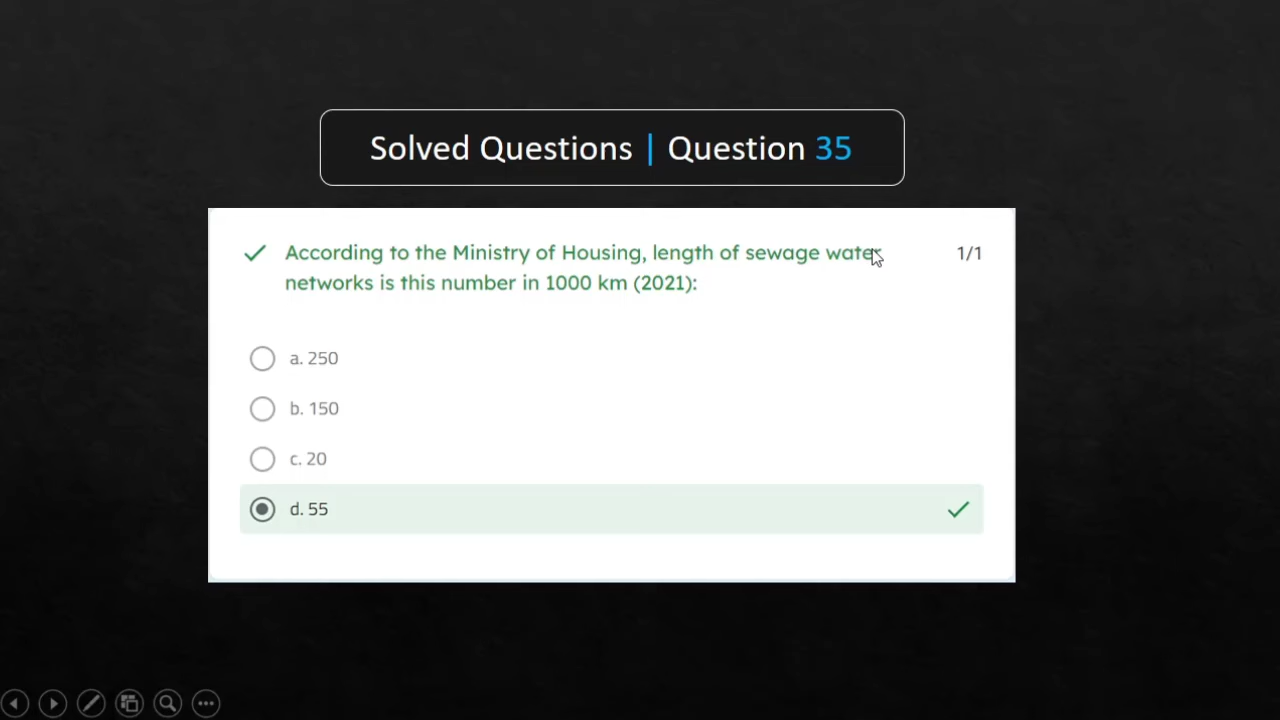 Solved Questions | Question 35
According to the Ministry of Housing, length of sewage water 1/1
networks is this number in 1000 km (2021):
a. 250
b. 150
c. 20
d. 55